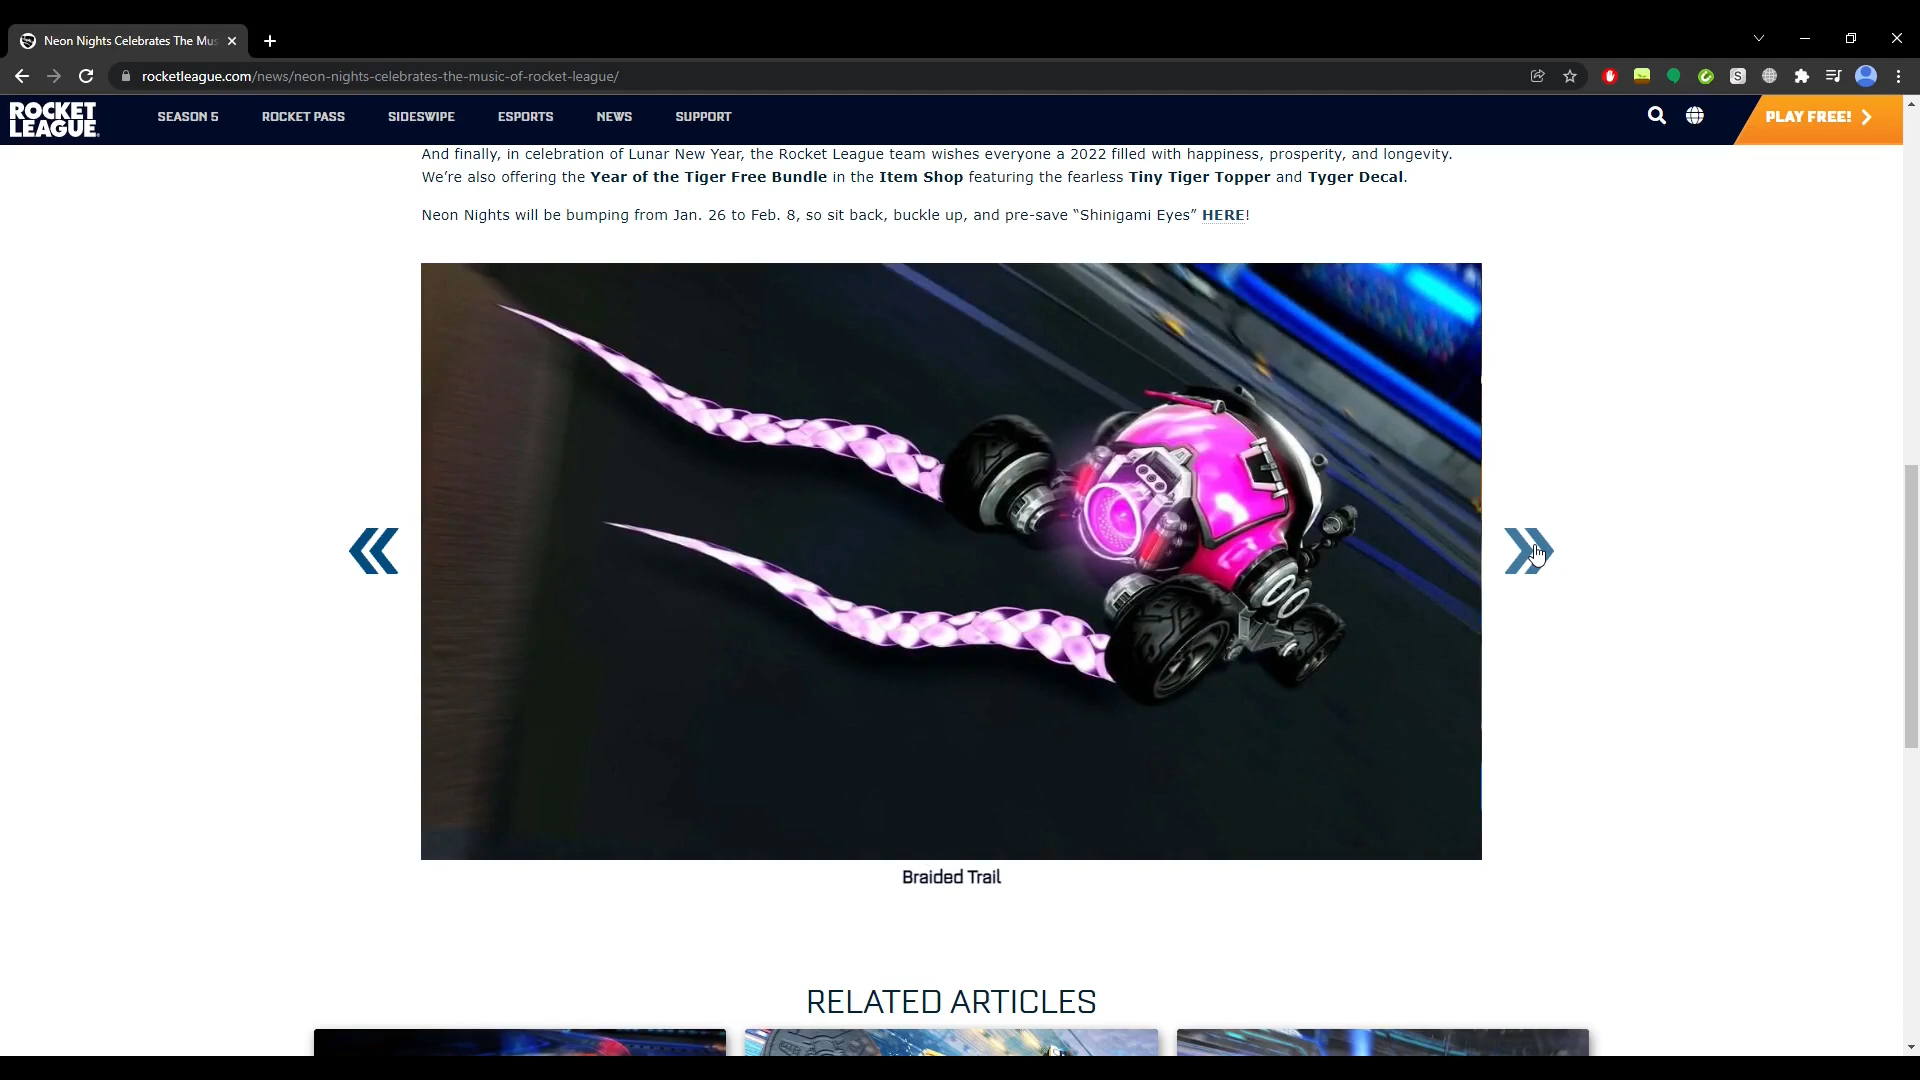 Neon Nights Celebrates The Mus
rocketleague.com/news/neon-nights-celebrates-the-music-of-rocket-league/
ROCKET
LEAGUE
SEASON 5
ROCKET PASS
SIDESWIPE
ESPORTS
NEWS
SUPPORT
PLAY FREE!
And finally, in celebration of Lunar New Year, the Rocket League team wishes everyone a 2022 filled with happiness, prosperity, and longevity.
We’re also offering the Year of the Tiger Free Bundle in the Item Shop featuring the fearless Tiny Tiger Topper and Tyger Decal.
Neon Nights will be bumping from Jan. 26 to Feb. 8, so sit back, buckle up, and pre-save “Shinigami Eyes” HERE!
Braided Trail
RELATED ARTICLES